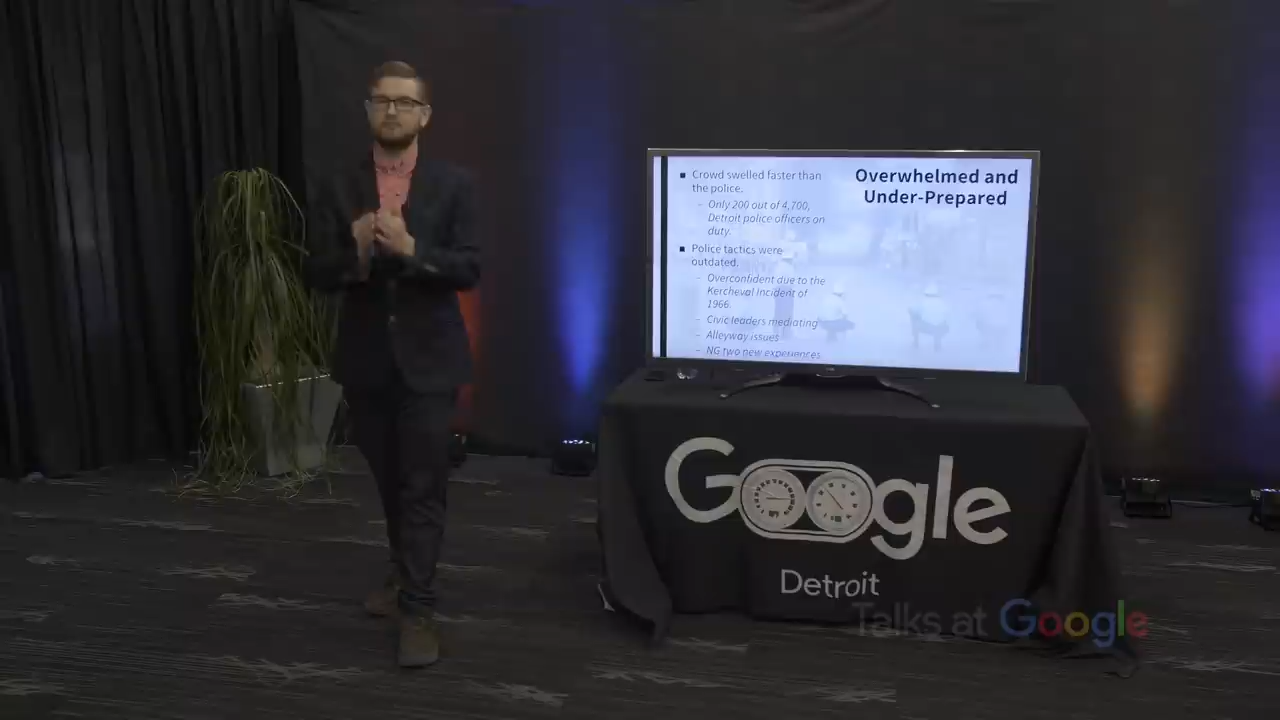 Overwhelmed and
Under-Prepared
▪ Crowd swelled faster than
the police.
– Only 200 out of 4,700,
Detroit police officers on
duty.
▪ Police tactics were
outdated.
– Overconfident due to the
Kercheval Incident of
1966.
– Civic leaders mediating
– Alleyway issues
– NG two new experiences
Google
Detroit
Talks at Google